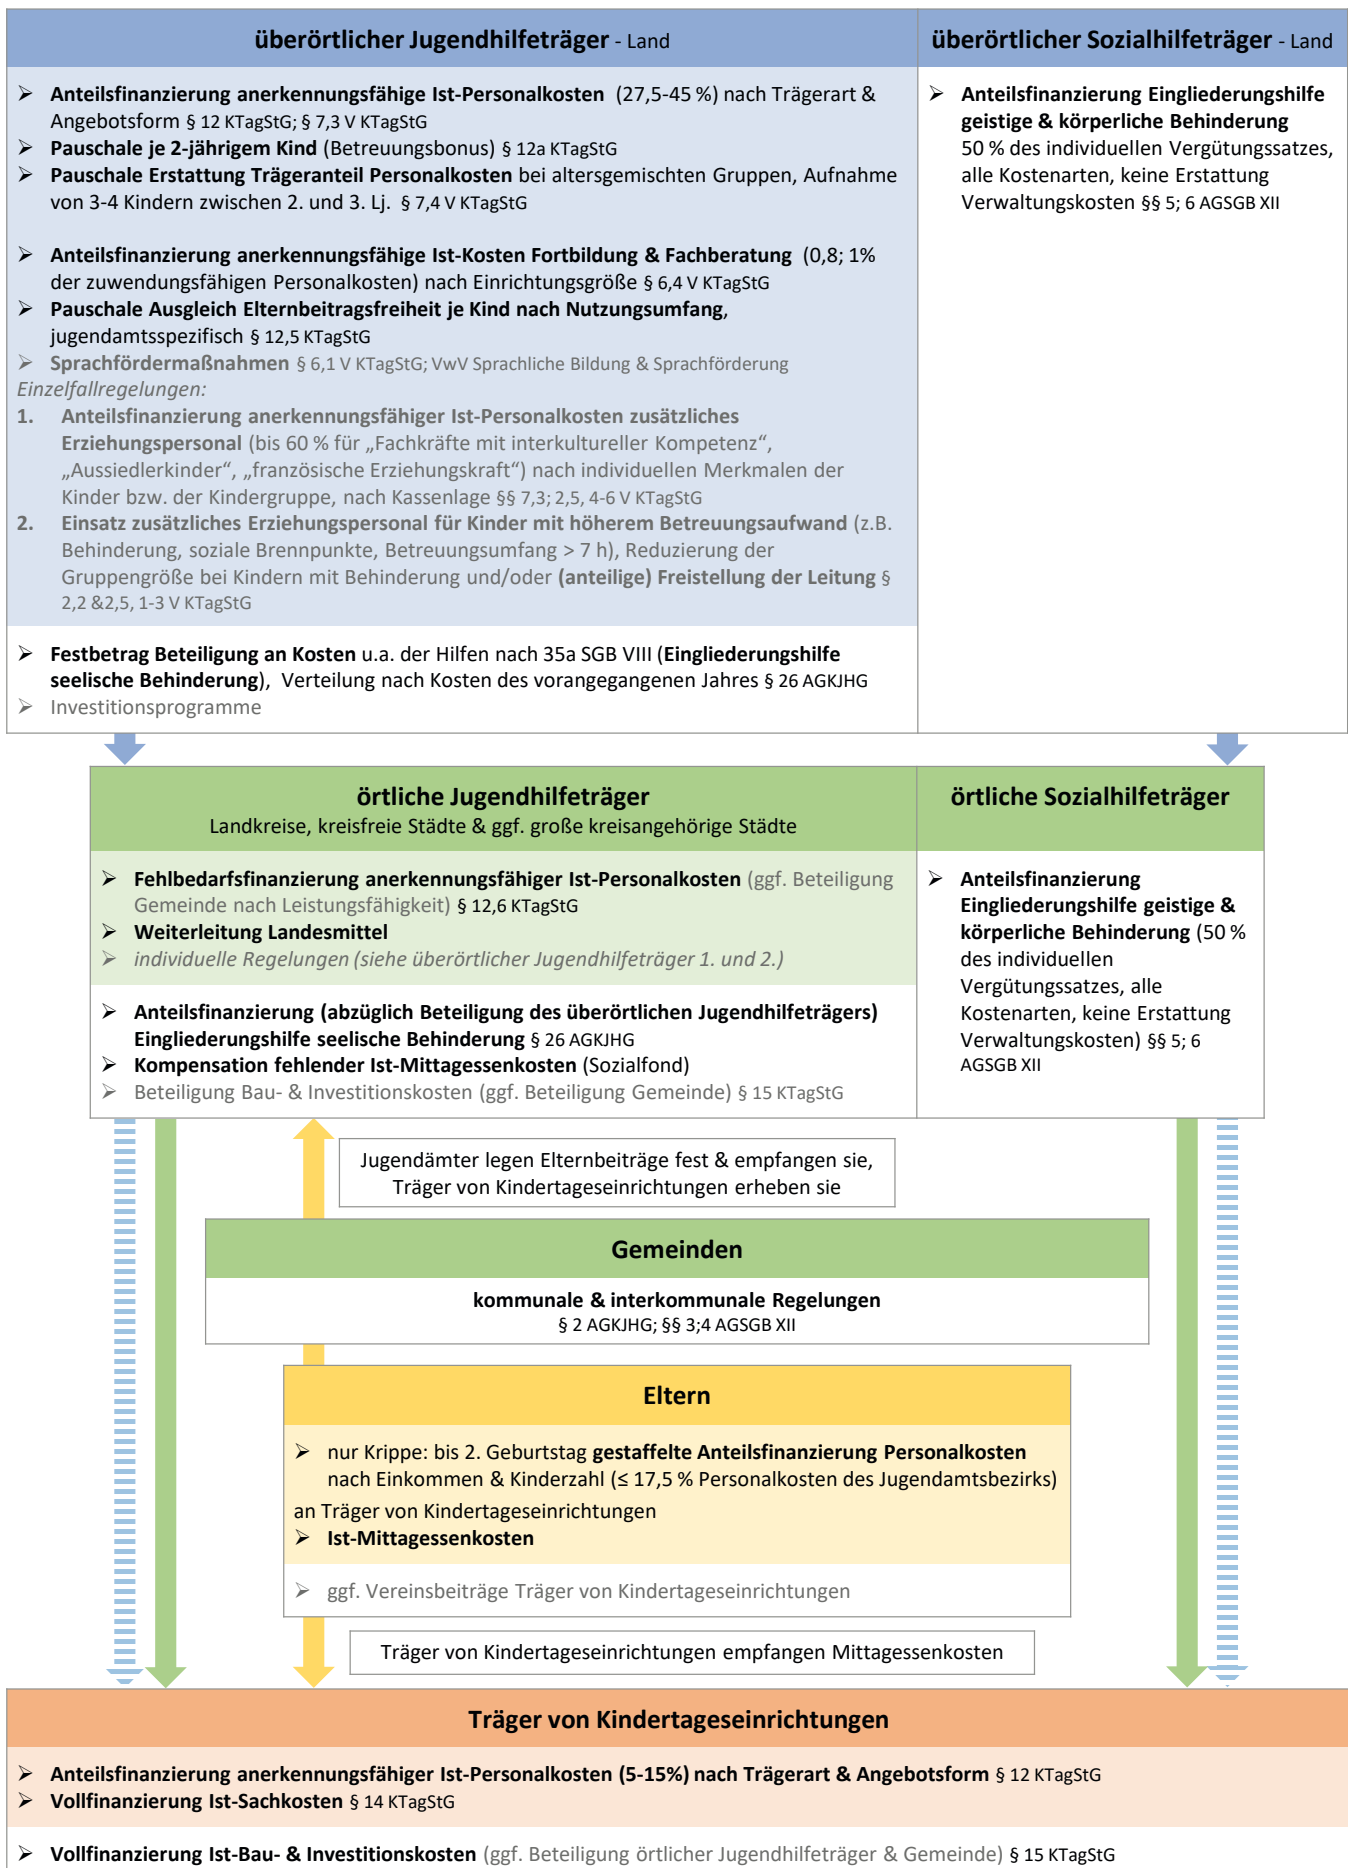 überörtlicher Jugendhilfeträger - Land
➢ Anteilsfinanzierung anerkennungsfähige Ist-Personalkosten (27,5-45 %) nach Trägerart &
Angebotsform § 12 KTagStG; § 7,3 V KTagStG
➢ Pauschale je 2-jährigem Kind (Betreuungsbonus) § 12a KTagStG
➢ Pauschale Erstattung Trägeranteil Personalkosten bei altersgemischten Gruppen, Aufnahme
von 3-4 Kindern zwischen 2. und 3. Lj. § 7,4 V KTagStG
➢ Anteilsfinanzierung anerkennungsfähige Ist-Kosten Fortbildung & Fachberatung (0,8; 1%
der zuwendungsfähigen Personalkosten) nach Einrichtungsgröße § 6,4 V KTagStG
➢ Pauschale Ausgleich Elternbeitragsfreiheit je Kind nach Nutzungsumfang,
jugendamtsspezifisch § 12,5 KTagStG
➢ Sprachfördermaßnahmen § 6,1 V KTagStG; VwV Sprachliche Bildung & Sprachförderung
Einzelfallregelungen:
1. Anteilsfinanzierung anerkennungsfähiger Ist-Personalkosten zusätzliches
Erziehungspersonal (bis 60 % für „Fachkräfte mit interkultureller Kompetenz“,
„Aussiedlerkinder“, „französische Erziehungskraft“) nach individuellen Merkmalen der
Kinder bzw. der Kindergruppe, nach Kassenlage §§ 7,3; 2,5, 4-6 V KTagStG
2. Einsatz zusätzliches Erziehungspersonal für Kinder mit höherem Betreuungsaufwand (z.B.
Behinderung, soziale Brennpunkte, Betreuungsumfang > 7 h), Reduzierung der
Gruppengröße bei Kindern mit Behinderung und/oder (anteilige) Freistellung der Leitung §
2,2 &2,5, 1-3 V KTagStG
➢ Festbetrag Beteiligung an Kosten u.a. der Hilfen nach 35a SGB VIII (Eingliederungshilfe
seelische Behinderung), Verteilung nach Kosten des vorangegangenen Jahres § 26 AGKJHG
➢ Investitionsprogramme
überörtlicher Sozialhilfeträger - Land
➢ Anteilsfinanzierung Eingliederungshilfe
geistige & körperliche Behinderung
50 % des individuellen Vergütungssatzes,
alle Kostenarten, keine Erstattung
Verwaltungskosten §§ 5; 6 AGSGB XII
örtliche Jugendhilfeträger
Landkreise, kreisfreie Städte & ggf. große kreisangehörige Städte
➢ Fehlbedarfsfinanzierung anerkennungsfähiger Ist-Personalkosten (ggf. Beteiligung
Gemeinde nach Leistungsfähigkeit) § 12,6 KTagStG
➢ Weiterleitung Landesmittel
➢ individuelle Regelungen (siehe überörtlicher Jugendhilfeträger 1. und 2.)
➢ Anteilsfinanzierung (abzüglich Beteiligung des überörtlichen Jugendhilfeträgers)
Eingliederungshilfe seelische Behinderung § 26 AGKJHG
➢ Kompensation fehlender Ist-Mittagessenkosten (Sozialfond)
➢ Beteiligung Bau- & Investitionskosten (ggf. Beteiligung Gemeinde) § 15 KTagStG
örtliche Sozialhilfeträger
➢ Anteilsfinanzierung
Eingliederungshilfe geistige &
körperliche Behinderung (50 %
des individuellen
Vergütungssatzes, alle
Kostenarten, keine Erstattung
Verwaltungskosten) §§ 5; 6
AGSGB XII
Jugendämter legen Elternbeiträge fest & empfangen sie,
Träger von Kindertageseinrichtungen erheben sie
Gemeinden
kommunale & interkommunale Regelungen
§ 2 AGKJHG; §§ 3;4 AGSGB XII
Eltern
➢ nur Krippe: bis 2. Geburtstag gestaffelte Anteilsfinanzierung Personalkosten
nach Einkommen & Kinderzahl (≤ 17,5 % Personalkosten des Jugendamtsbezirks)
an Träger von Kindertageseinrichtungen
➢ Ist-Mittagessenkosten
➢ ggf. Vereinsbeiträge Träger von Kindertageseinrichtungen
Träger von Kindertageseinrichtungen empfangen Mittagessenkosten
Träger von Kindertageseinrichtungen
➢ Anteilsfinanzierung anerkennungsfähiger Ist-Personalkosten (5-15%) nach Trägerart & Angebotsform § 12 KTagStG
➢ Vollfinanzierung Ist-Sachkosten § 14 KTagStG
➢ Vollfinanzierung Ist-Bau- & Investitionskosten (ggf. Beteiligung örtlicher Jugendhilfeträger & Gemeinde) § 15 KTagStG